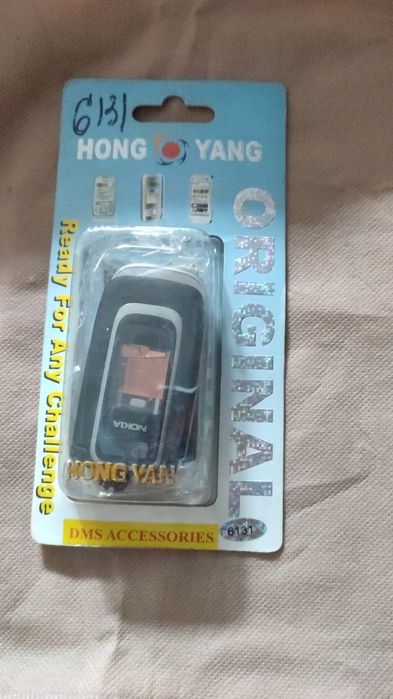 6131
HONG YANG
ORIGINAL
Ready For Any Challenge
NOKIA
HONG YANG
DMS ACCESSORIES
6131